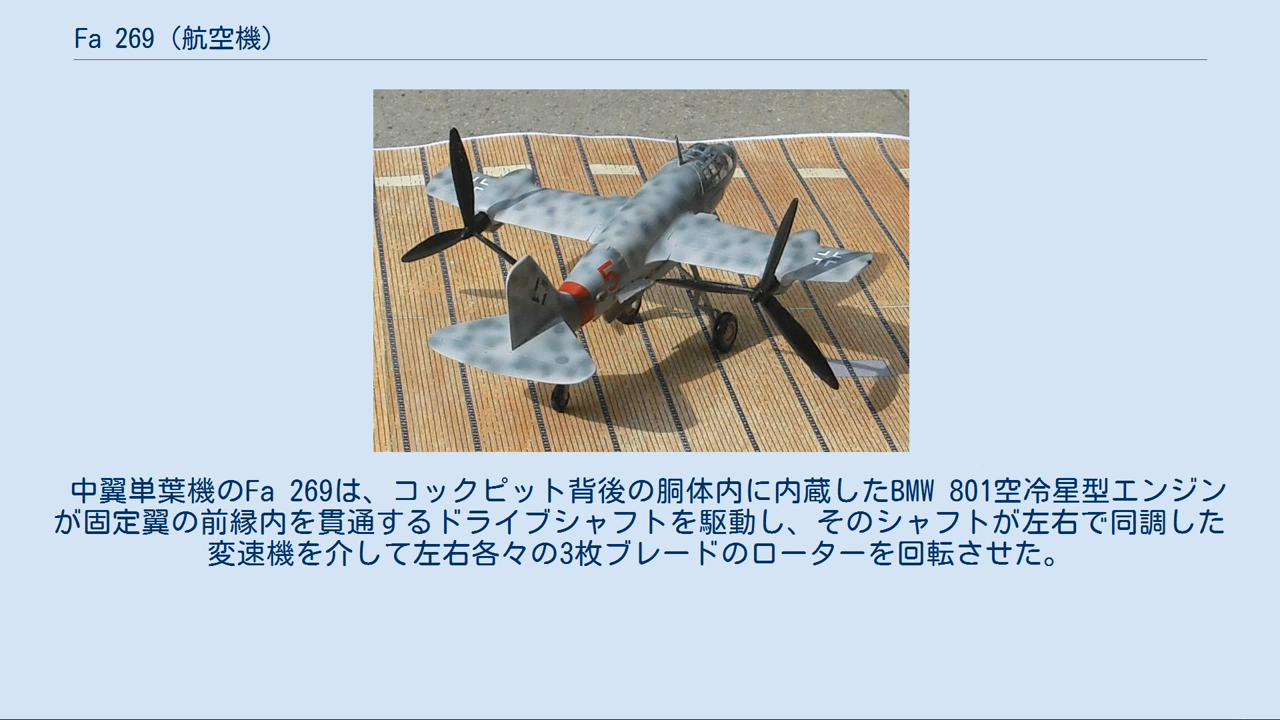 Fa 269（航空機）
5
中翼単葉機のFa 269は、コックピット背後の胴体内に内蔵したBMW 801空冷星型エンジン
が固定翼の前縁内を貫通するドライブシャフトを駆動し、そのシャフトが左右で同調した
変速機を介して左右各々の3枚ブレードのローターを回転させた。